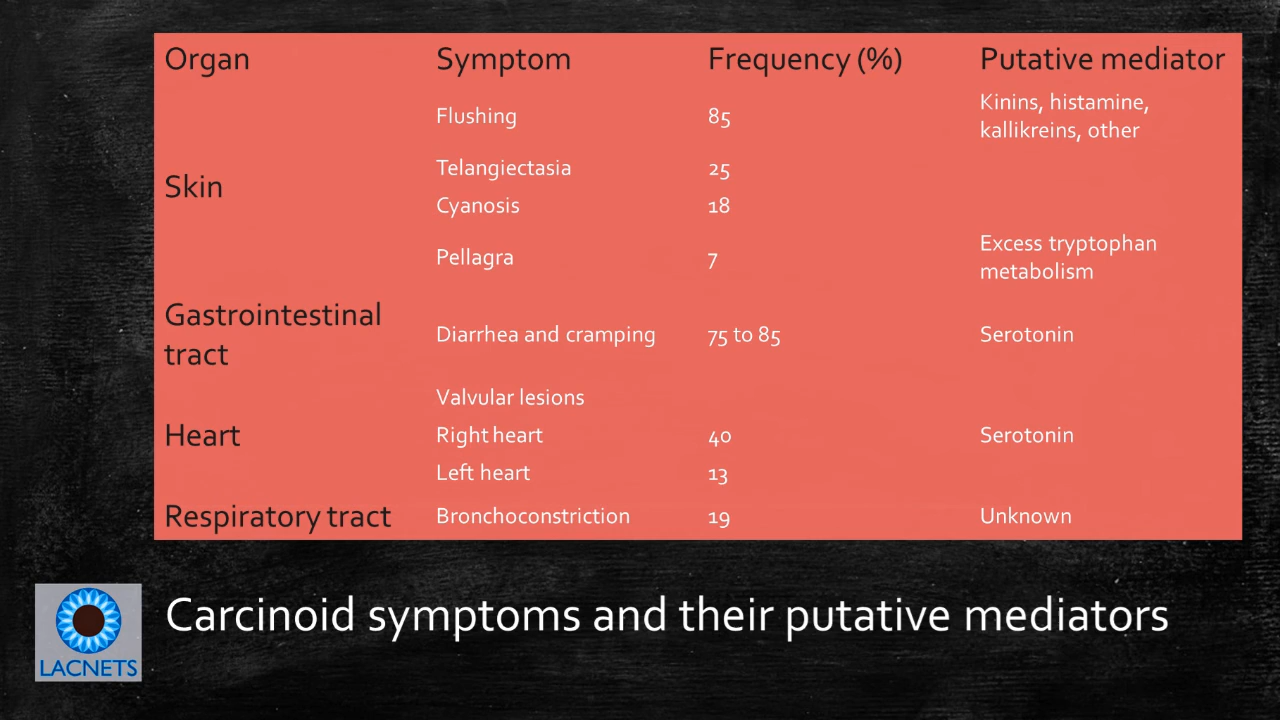 Organ Symptom Frequency (%) Putative mediator
Skin
Flushing 85 Kinins, histamine,
kallikreins, other
Telangiectasia 25
Cyanosis 18
Pellagra 7 Excess tryptophan
metabolism
Gastrointestinal
tract
Diarrhea and cramping 75 to 85 Serotonin
Heart
Valvular lesions
Right heart 40 Serotonin
Left heart 13
Respiratory tract Bronchoconstriction 19 Unknown
Carcinoid symptoms and their putative mediators
LACNETS